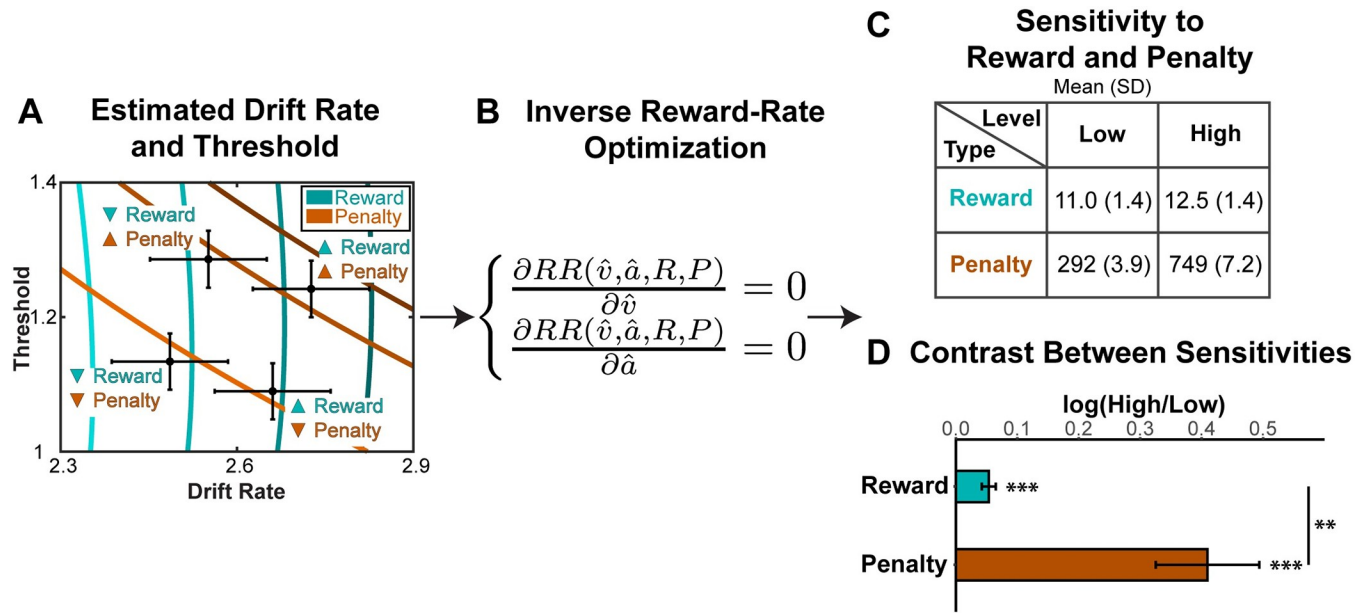 A Estimated Drift Rate
and Threshold
1.4
1.2
1
Threshold
2.3 2.6 2.9
Drift Rate
Reward
Penalty
▼ Reward
▲ Penalty
▲ Reward
▲ Penalty
▼ Reward
▼ Penalty
▲ Reward
▼ Penalty
B Inverse Reward-Rate
Optimization
∂RR(v̂,â,R,P)
∂v̂
= 0
∂RR(v̂,â,R,P)
∂â
= 0
C Sensitivity to
Reward and Penalty
Mean (SD)
Level
Type
Low High
Reward 11.0 (1.4) 12.5 (1.4)
Penalty 292 (3.9) 749 (7.2)
D Contrast Between Sensitivities
log(High/Low)
0.0 0.1 0.2 0.3 0.4 0.5
Reward ***
**
Penalty ***